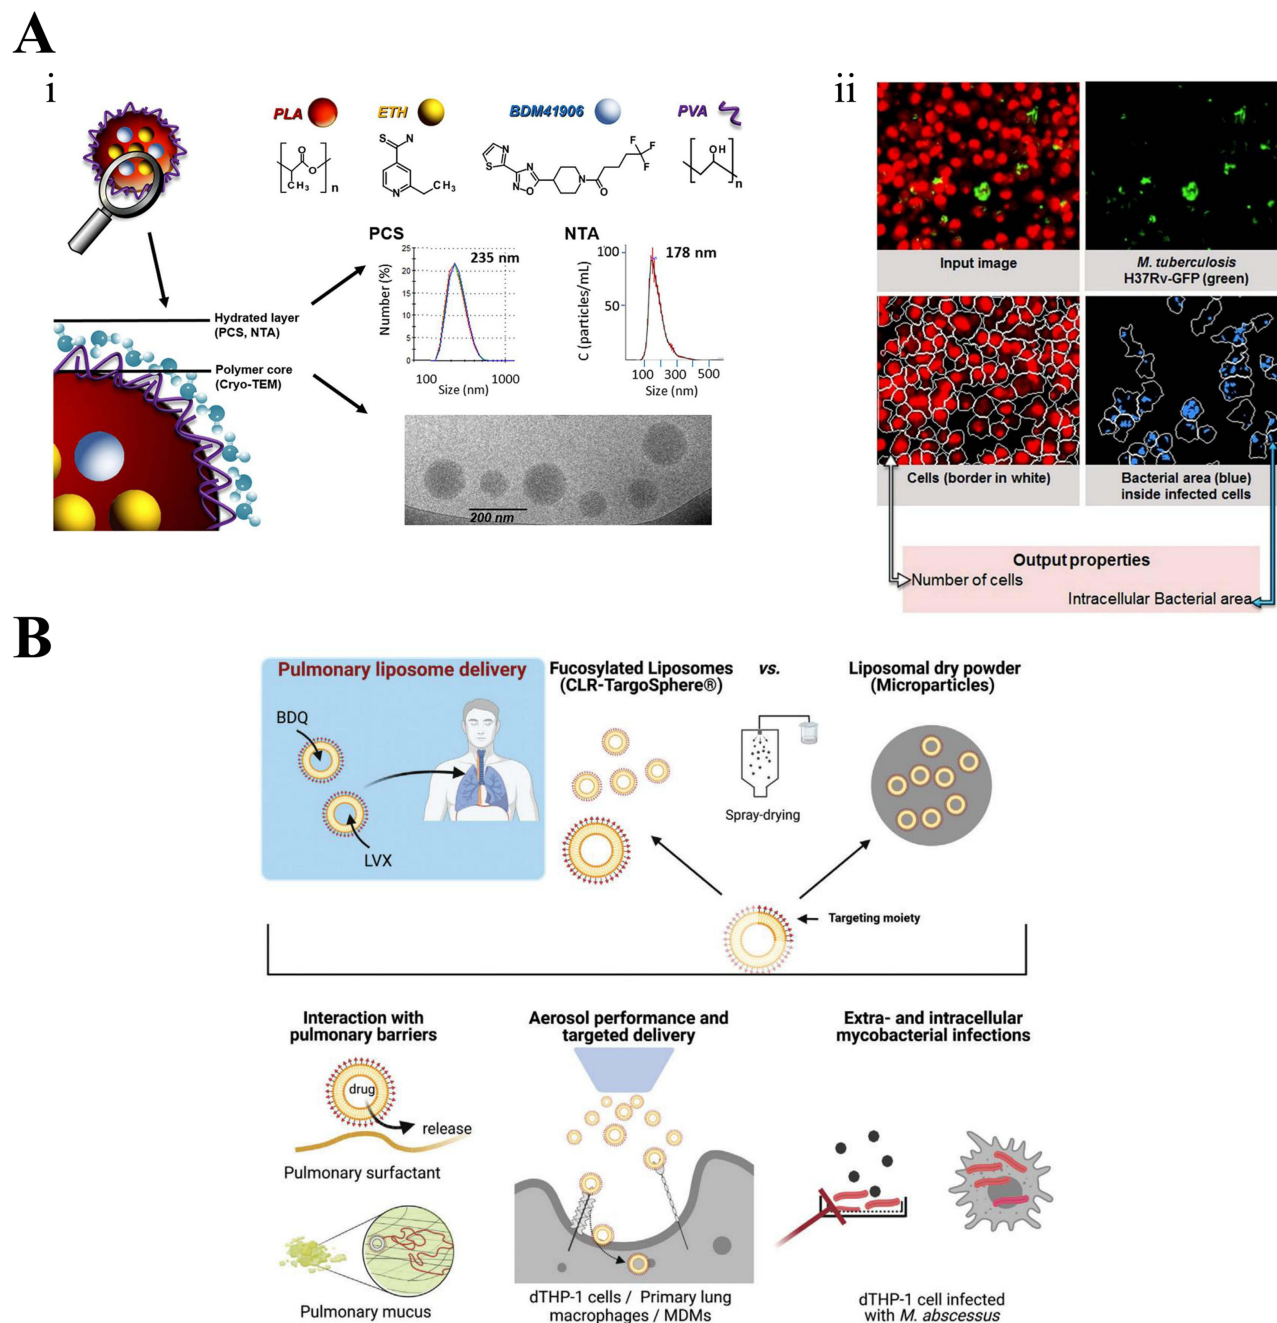 A
i
PLA
ETH
BDM41906
PVA
O
O
CH₃
n
S
N
N
CH₃
S
N
N
N
O
N
O
F
F
F
OH
n
PCS
235 nm
Number (%)
25
20
15
10
5
0
100
1000
Size (nm)
NTA
178 nm
C (particles/mL)
100
50
100
300
500
Size (nm)
Hydrated layer
(PCS, NTA)
Polymer core
(Cryo-TEM)
200 nm
ii
Input image
M. tuberculosis
H37Rv-GFP (green)
Cells (border in white)
Bacterial area (blue)
inside infected cells
Output properties
Number of cells
Intracellular Bacterial area
B
Pulmonary liposome delivery
BDQ
LVX
Fucosylated Liposomes
(CLR-TargoSphere®)
vs.
Liposomal dry powder
(Microparticles)
Spray-drying
Targeting moiety
Interaction with
pulmonary barriers
drug
release
Pulmonary surfactant
Pulmonary mucus
Aerosol performance and
targeted delivery
dTHP-1 cells / Primary lung
macrophages / MDMs
Extra- and intracellular
mycobacterial infections
dTHP-1 cell infected
with M. abscessus